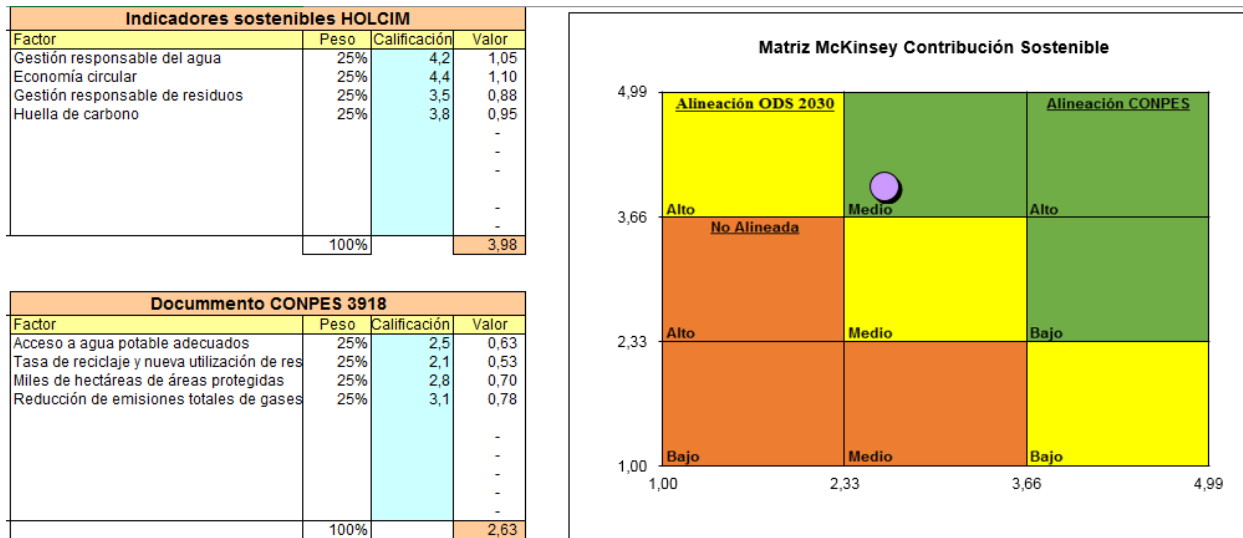 Indicadores sostenibles HOLCIM
Factor Peso Calificación Valor
Gestión responsable del agua 25% 4,2 1,05
Economía circular 25% 4,4 1,10
Gestión responsable de residuos 25% 3,5 0,88
Huella de carbono 25% 3,8 0,95
-
-
-
-
-
100% 3,98
Docummento CONPES 3918
Factor Peso Calificación Valor
Acceso a agua potable adecuados 25% 2,5 0,63
Tasa de reciclaje y nueva utilización de res 25% 2,1 0,53
Miles de hectáreas de áreas protegidas 25% 2,8 0,70
Reducción de emisiones totales de gases 25% 3,1 0,78
-
-
-
-
-
100% 2,63
Matriz McKinsey Contribución Sostenible
4,99
Alineación ODS 2030 Alineación CONPES
Alto Medio Alto
3,66
No Alineada
Alto Medio Bajo
2,33
Bajo Medio Bajo
1,00
1,00 2,33 3,66 4,99